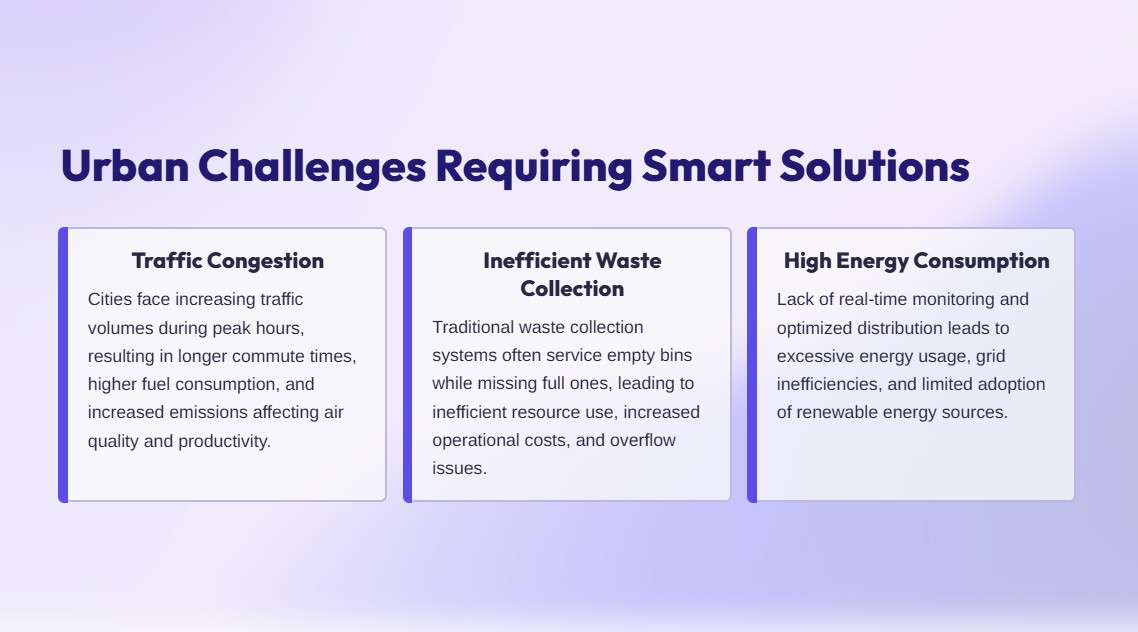 Urban Challenges Requiring Smart Solutions
Traffic Congestion
Cities face increasing traffic
volumes during peak hours,
resulting in longer commute times,
higher fuel consumption, and
increased emissions affecting air
quality and productivity.
Inefficient Waste
Collection
Traditional waste collection
systems often service empty bins
while missing full ones, leading to
inefficient resource use, increased
operational costs, and overflow
issues.
High Energy Consumption
Lack of real-time monitoring and
optimized distribution leads to
excessive energy usage, grid
inefficiencies, and limited adoption
of renewable energy sources.